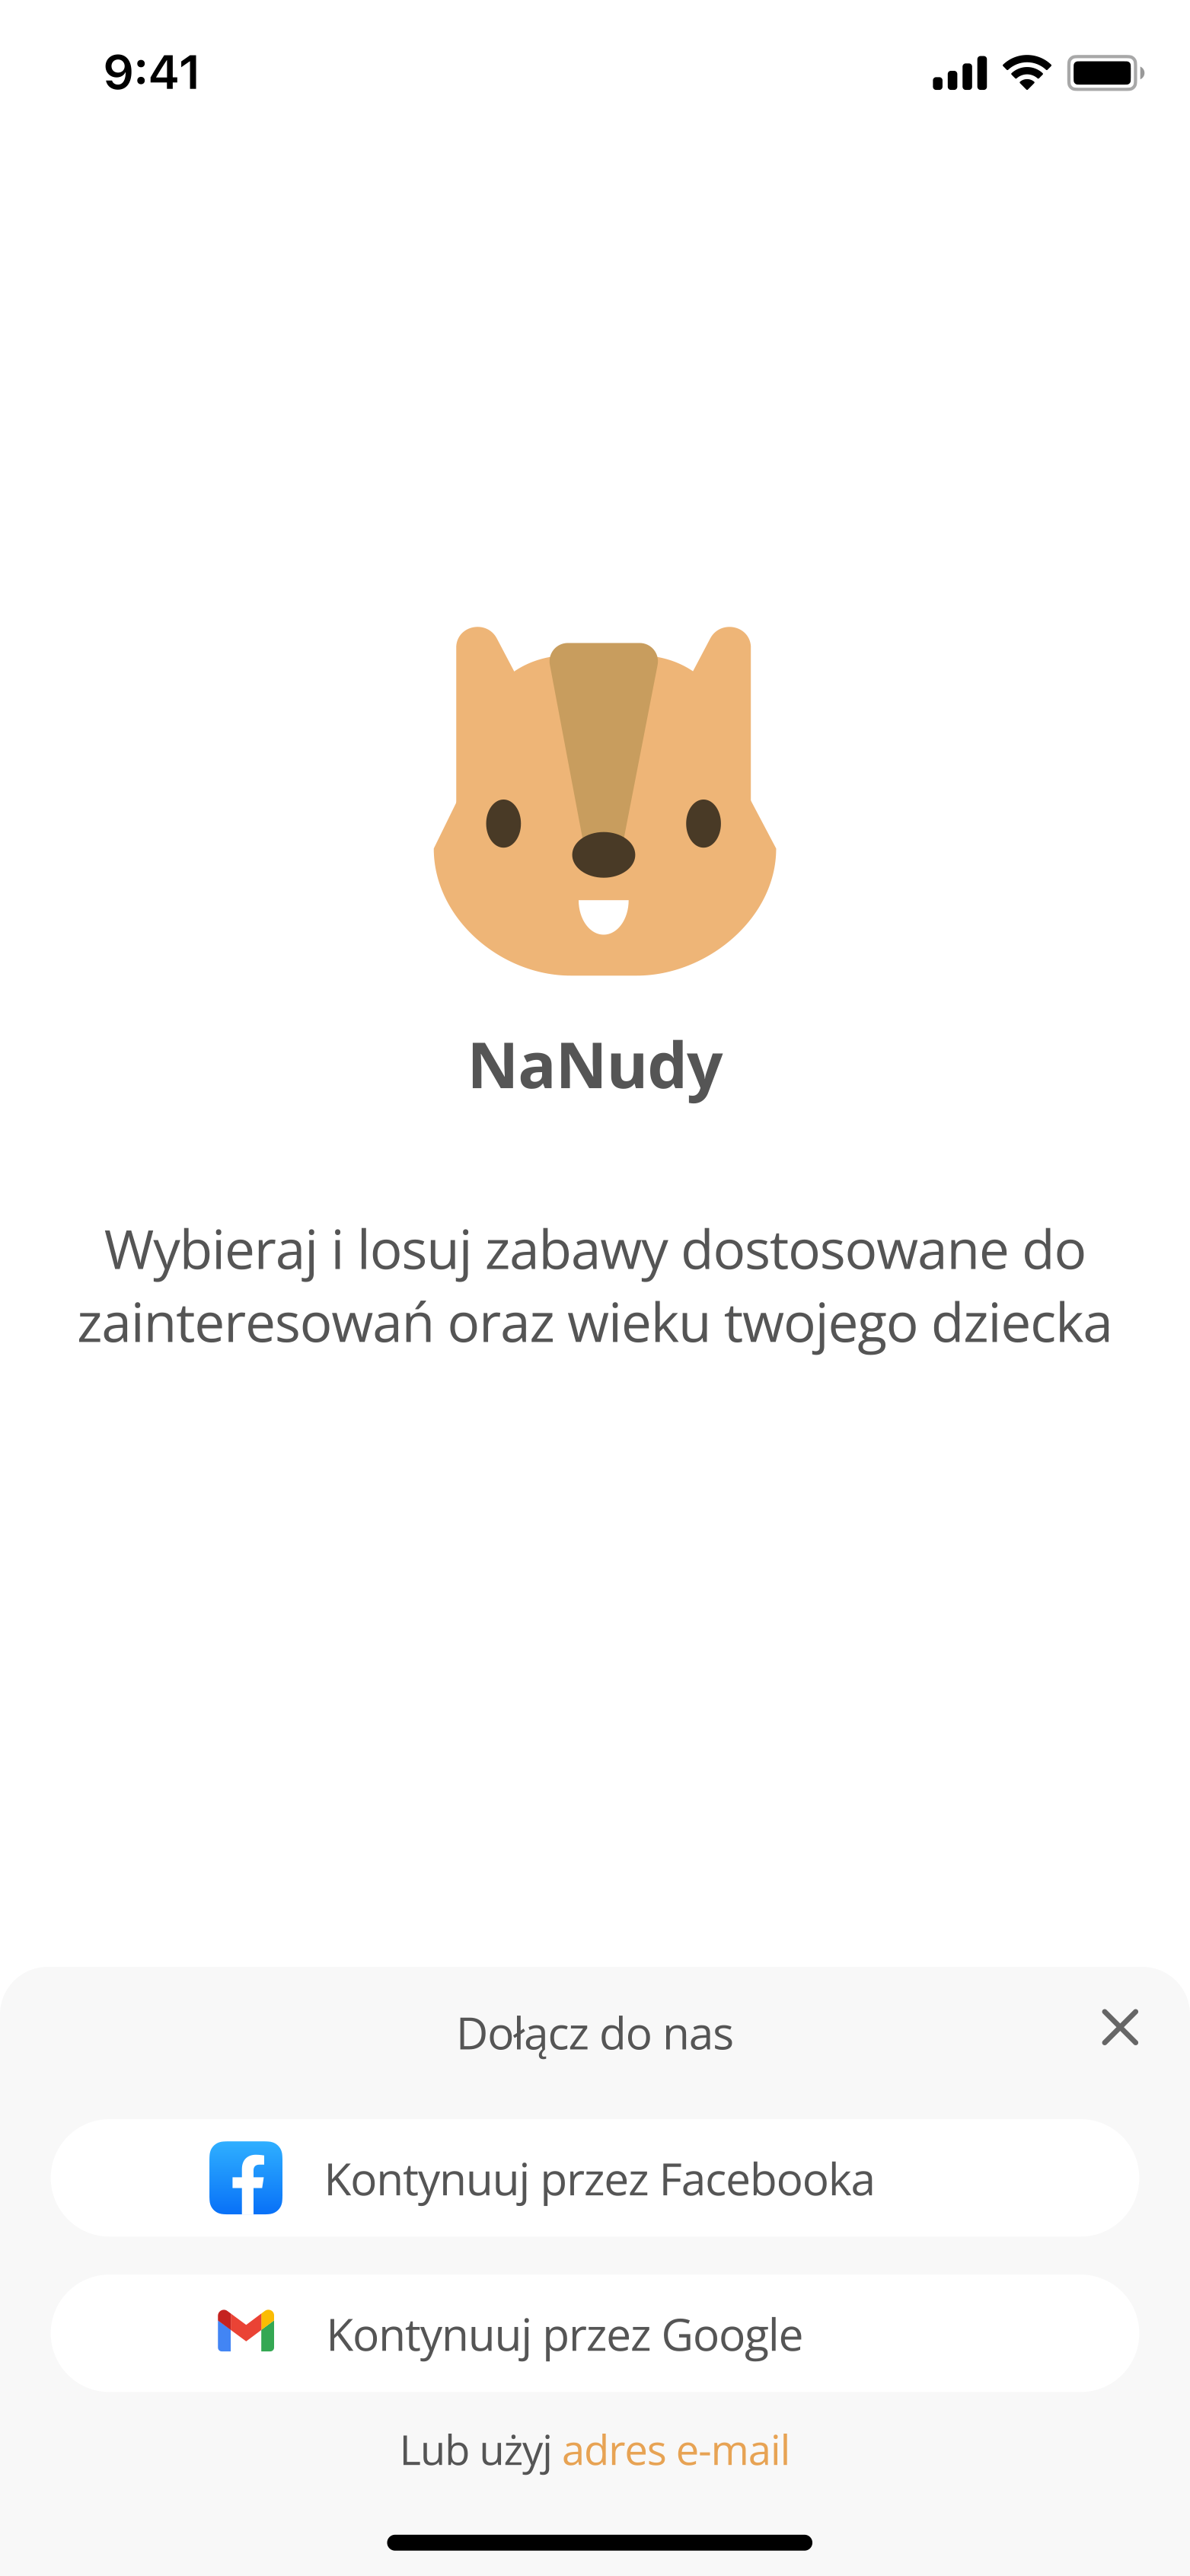 9:41
NaNudy
Wybieraj i losuj zabawy dostosowane do
zainteresowań oraz wieku twojego dziecka
Dołącz do nas
Kontynuuj przez Facebooka
Kontynuuj przez Google
Lub użyj adres e-mail